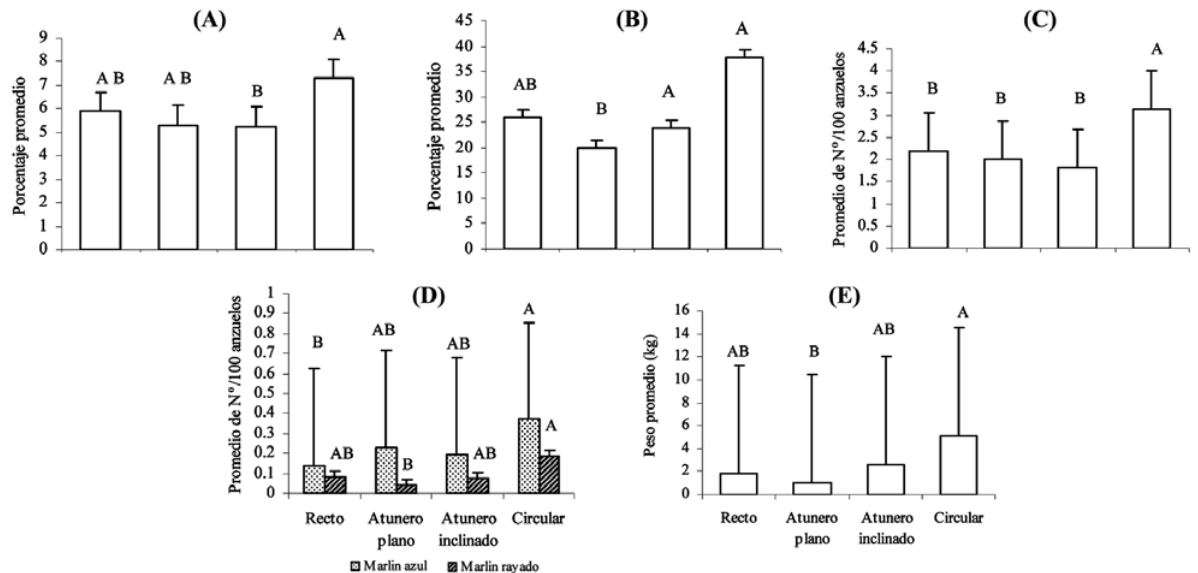 (A)
Porcentaje promedio
9
8
7
6
5
4
3
2
1
0
A B
A B
B
A
(B)
Porcentaje promedio
45
40
35
30
25
20
15
10
5
0
AB
B
A
A
(C)
Promedio de Nº/100 anzuelos
4.5
4
3.5
3
2.5
2
1.5
1
0.5
0
B
B
B
A
(D)
Promedio de Nº/100 anzuelos
1
0.9
0.8
0.7
0.6
0.5
0.4
0.3
0.2
0.1
0
B
AB
AB
A
AB
B
AB
A
Recto
Atunero
plano
Atunero
inclinado
Circular
Marlin azul
Marlin rayado
(E)
Peso promedio (kg)
16
14
12
10
8
6
4
2
0
AB
B
AB
A
Recto
Atunero
plano
Atunero
inclinado
Circular